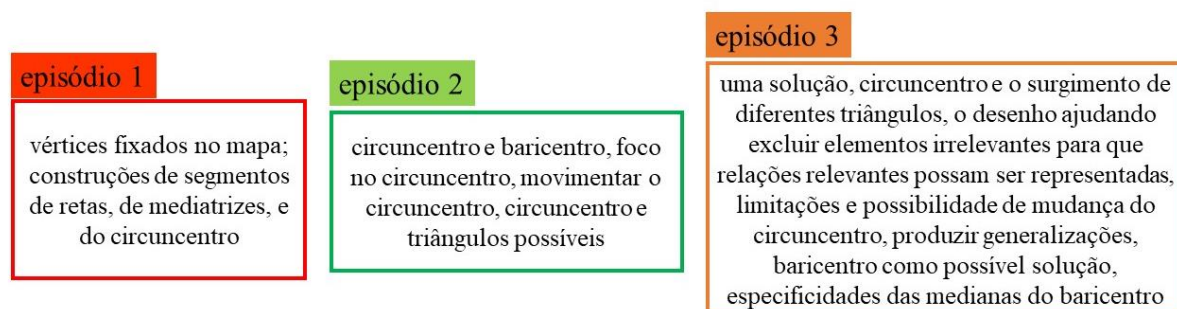 episódio 1
vértices fixados no mapa;
construções de segmentos
de retas, de mediatrizes, e
do circuncentro
episódio 2
circuncentro e baricentro, foco
no circuncentro, movimentar o
circuncentro, circuncentro e
triângulos possíveis
episódio 3
uma solução, circuncentro e o surgimento de
diferentes triângulos, o desenho ajudando
excluir elementos irrelevantes para que
relações relevantes possam ser representadas,
limitações e possibilidade de mudança do
circuncentro, produzir generalizações,
baricentro como possível solução,
especificidades das medianas do baricentro